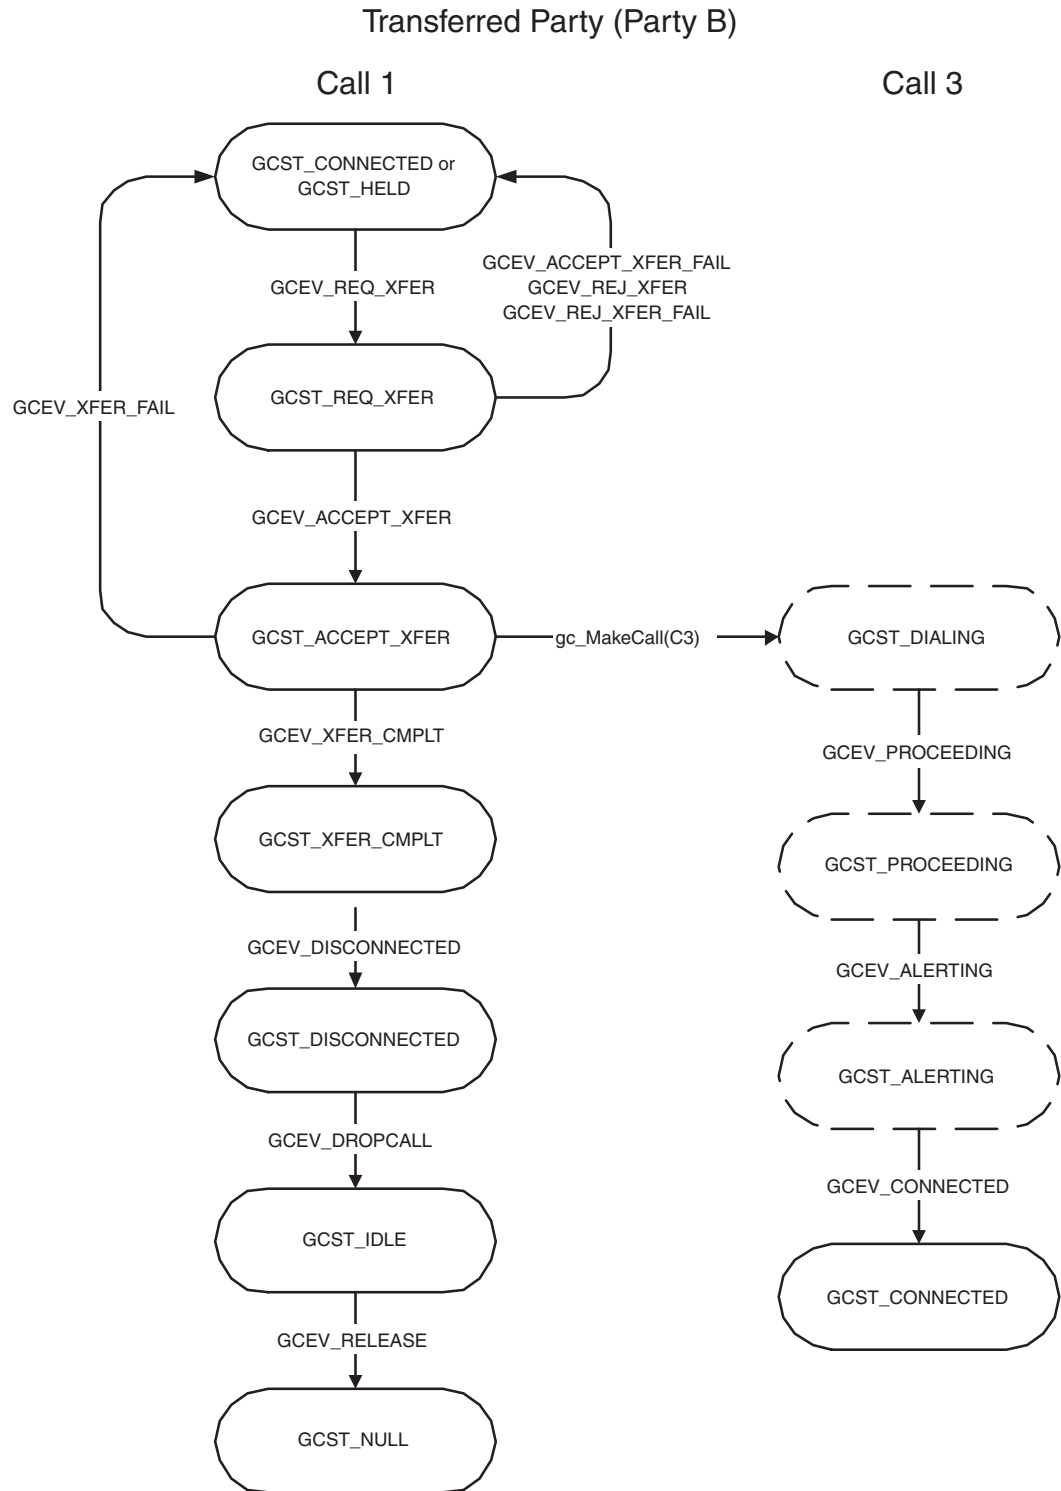 Transferred Party (Party B)
Call 1
Call 3
GCST_CONNECTED or
GCST_HELD
GCEV_REQ_XFER
GCEV_ACCEPT_XFER_FAIL
GCEV_REJ_XFER
GCEV_REJ_XFER_FAIL
GCST_REQ_XFER
GCEV_XFER_FAIL
GCEV_ACCEPT_XFER
GCST_ACCEPT_XFER
gc_MakeCall(C3)
GCST_DIALING
GCEV_XFER_CMPLT
GCEV_PROCEEDING
GCST_XFER_CMPLT
GCST_PROCEEDING
GCEV_DISCONNECTED
GCEV_ALERTING
GCST_DISCONNECTED
GCST_ALERTING
GCEV_DROPCALL
GCEV_CONNECTED
GCST_IDLE
GCST_CONNECTED
GCEV_RELEASE
GCST_NULL